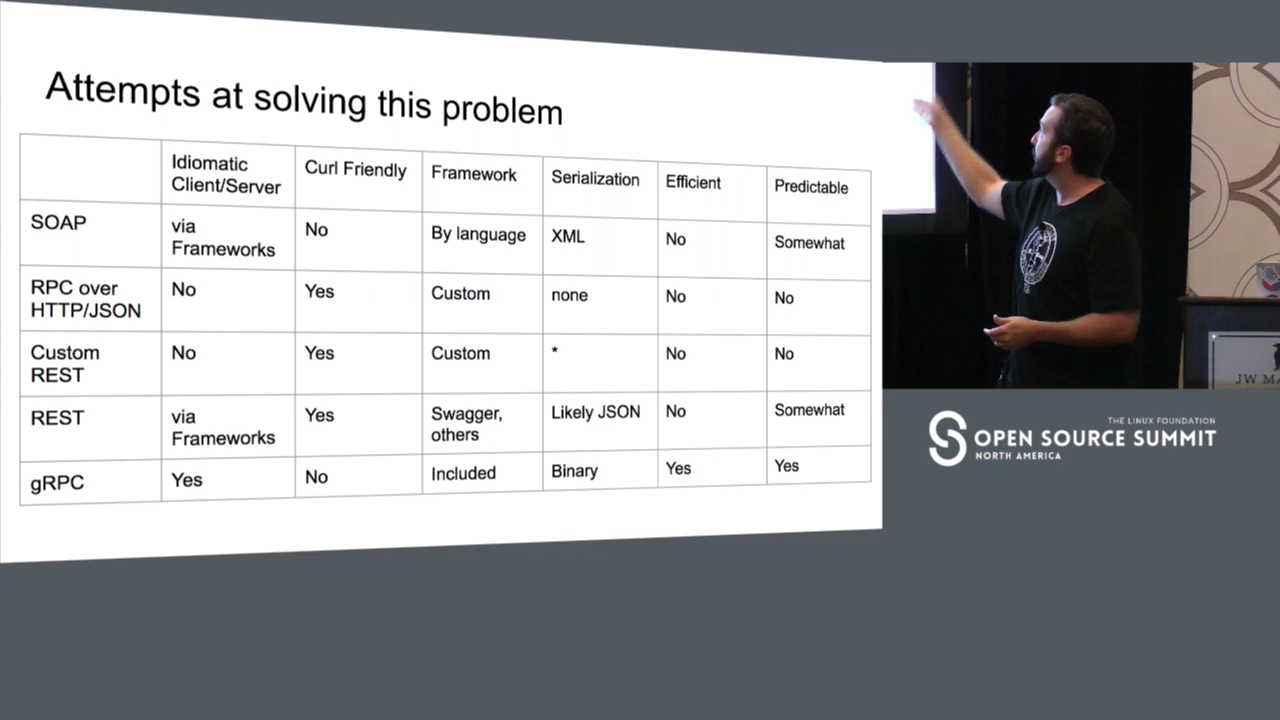 Attempts at solving this problem
Idiomatic
Client/Server
Curl Friendly
Framework
Serialization
Efficient
Predictable
SOAP
via
Frameworks
No
By language
XML
No
Somewhat
RPC over
HTTP/JSON
No
Yes
Custom
none
No
No
Custom
REST
No
Yes
Custom
*
No
No
REST
via
Frameworks
Yes
Swagger,
others
Likely JSON
No
Somewhat
gRPC
Yes
No
Included
Binary
Yes
Yes
THE LINUX FOUNDATION
OPEN SOURCE SUMMIT
NORTH AMERICA